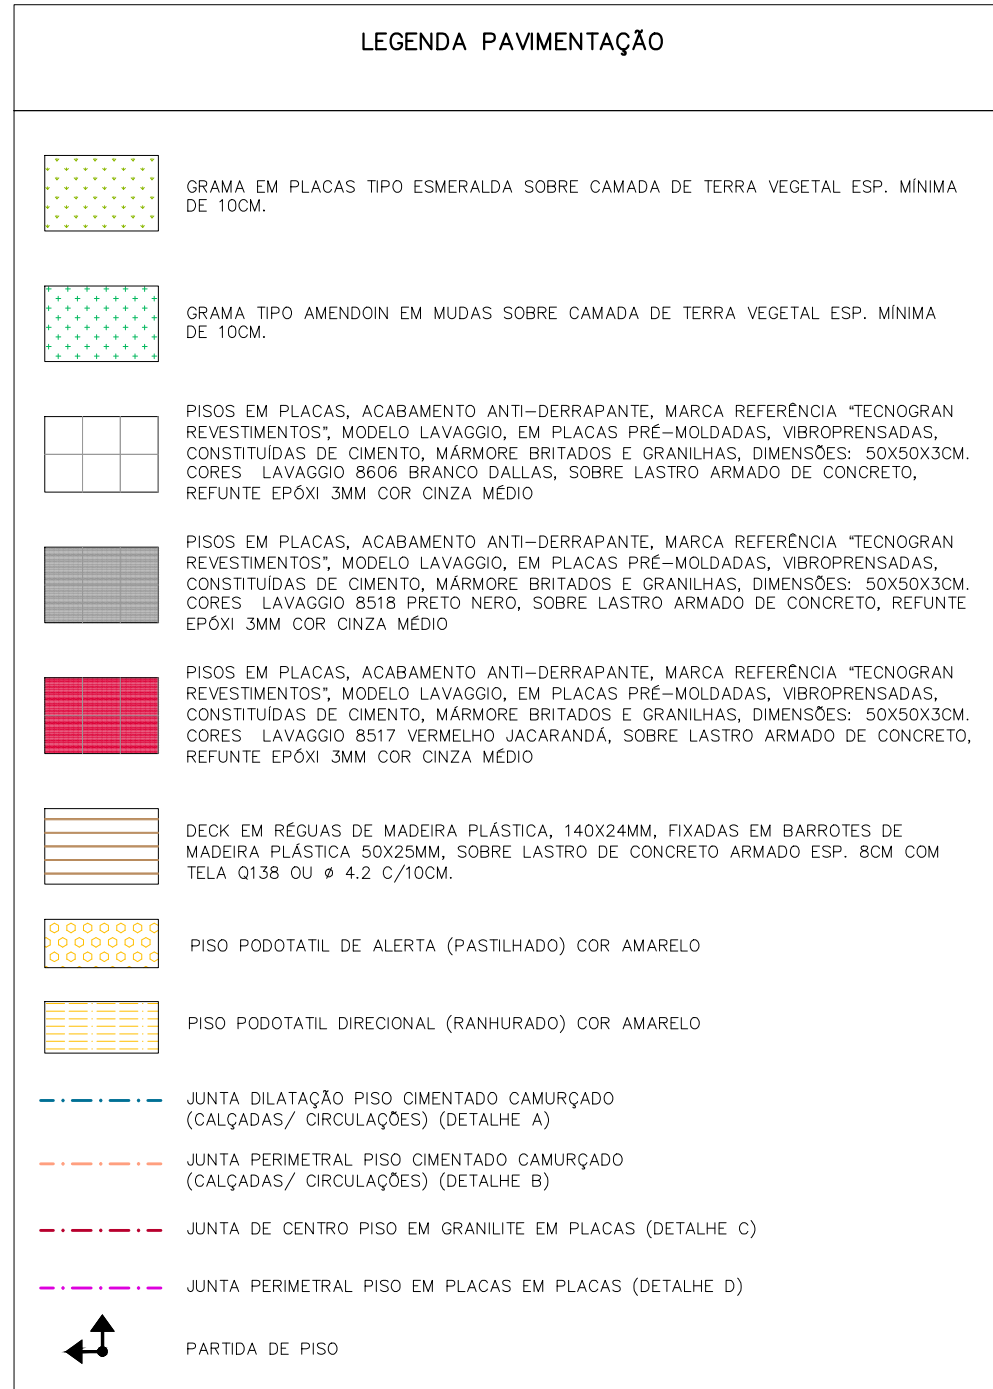 LEGENDA PAVIMENTAÇÃO
GRAMA EM PLACAS TIPO ESMERALDA SOBRE CAMADA DE TERRA VEGETAL ESP. MÍNIMA
DE 10CM.
GRAMA TIPO AMENDOIN EM MUDAS SOBRE CAMADA DE TERRA VEGETAL ESP. MÍNIMA
DE 10CM.
PISOS EM PLACAS, ACABAMENTO ANTI-DERRAPANTE, MARCA REFERÊNCIA "TECNOGRAN
REVESTIMENTOS", MODELO LAVAGGIO, EM PLACAS PRÉ-MOLDADAS, VIBROPRENSADAS,
CONSTITUÍDAS DE CIMENTO, MÁRMORE BRITADOS E GRANILHAS, DIMENSÕES: 50X50X3CM.
CORES LAVAGGIO 8606 BRANCO DALLAS, SOBRE LASTRO ARMADO DE CONCRETO,
REFUNTE EPÓXI 3MM COR CINZA MÉDIO
PISOS EM PLACAS, ACABAMENTO ANTI-DERRAPANTE, MARCA REFERÊNCIA "TECNOGRAN
REVESTIMENTOS", MODELO LAVAGGIO, EM PLACAS PRÉ-MOLDADAS, VIBROPRENSADAS,
CONSTITUÍDAS DE CIMENTO, MÁRMORE BRITADOS E GRANILHAS, DIMENSÕES: 50X50X3CM.
CORES LAVAGGIO 8518 PRETO NERO, SOBRE LASTRO ARMADO DE CONCRETO, REFUNTE
EPÓXI 3MM COR CINZA MÉDIO
PISOS EM PLACAS, ACABAMENTO ANTI-DERRAPANTE, MARCA REFERÊNCIA "TECNOGRAN
REVESTIMENTOS", MODELO LAVAGGIO, EM PLACAS PRÉ-MOLDADAS, VIBROPRENSADAS,
CONSTITUÍDAS DE CIMENTO, MÁRMORE BRITADOS E GRANILHAS, DIMENSÕES: 50X50X3CM.
CORES LAVAGGIO 8517 VERMELHO JACARANDÁ, SOBRE LASTRO ARMADO DE CONCRETO,
REFUNTE EPÓXI 3MM COR CINZA MÉDIO
DECK EM RÉGUAS DE MADEIRA PLÁSTICA, 140X24MM, FIXADAS EM BARROTES DE
MADEIRA PLÁSTICA 50X25MM, SOBRE LASTRO DE CONCRETO ARMADO ESP. 8CM COM
TELA Q138 OU ø 4.2 C/10CM.
PISO PODOTATIL DE ALERTA (PASTILHADO) COR AMARELO
PISO PODOTATIL DIRECIONAL (RANHURADO) COR AMARELO
JUNTA DILATAÇÃO PISO CIMENTADO CAMURÇADO
(CALÇADAS/ CIRCULAÇÕES) (DETALHE A)
JUNTA PERIMETRAL PISO CIMENTADO CAMURÇADO
(CALÇADAS/ CIRCULAÇÕES) (DETALHE B)
JUNTA DE CENTRO PISO EM GRANILITE EM PLACAS (DETALHE C)
JUNTA PERIMETRAL PISO EM PLACAS EM PLACAS (DETALHE D)
PARTIDA DE PISO